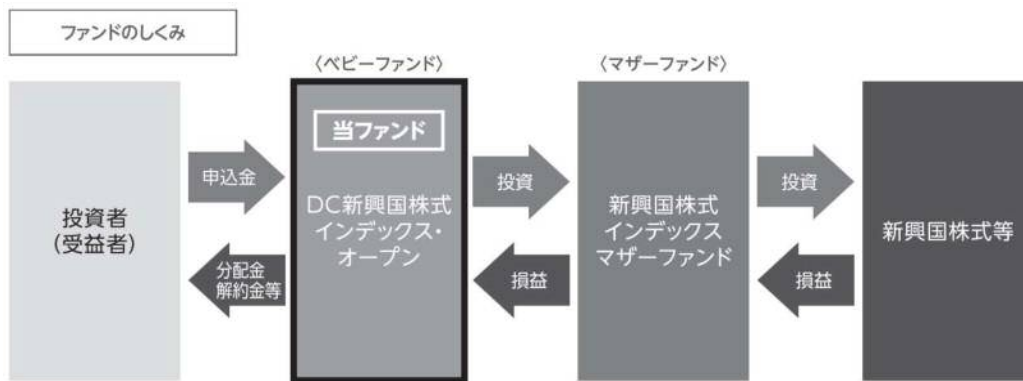 ファンドのしくみ
〈ベビーファンド〉
〈マザーファンド〉
投資者
(受益者)
申込金
分配金
解約金等
当ファンド
DC新興国株式
インデックス・
オープン
投資
損益
新興国株式
インデックス
マザーファンド
投資
損益
新興国株式等